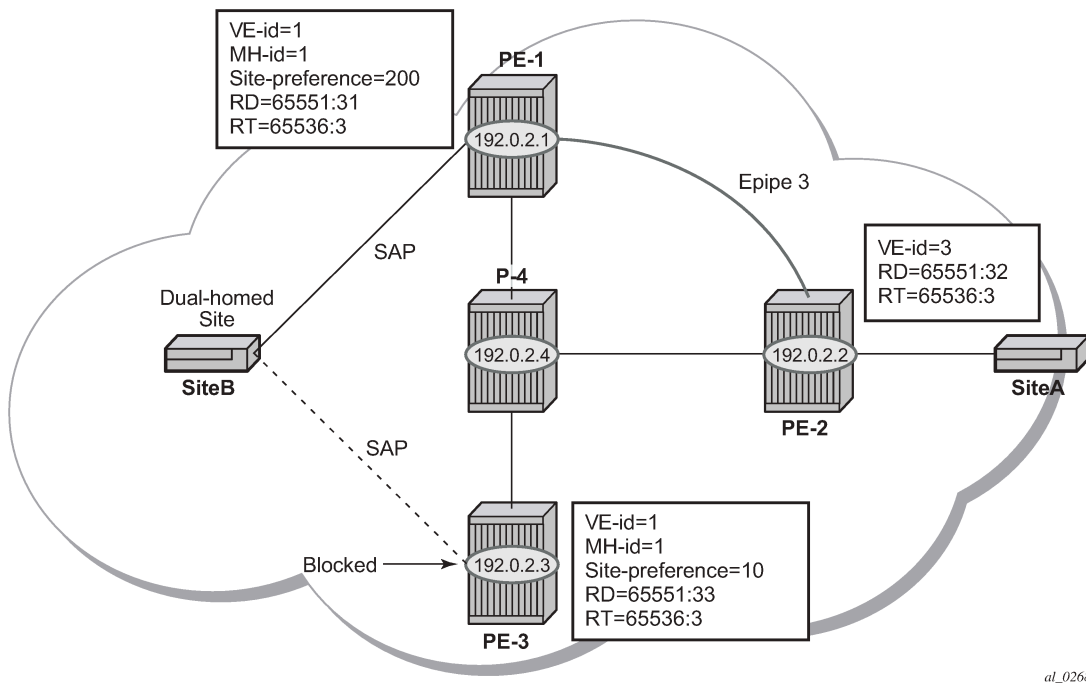 VE-id=1
MH-id=1
Site-preference=200
RD=65551:31
RT=65536:3
PE-1
192.0.2.1
Epipe 3
SAP
VE-id=3
RD=65551:32
RT=65536:3
P-4
Dual-homed
Site
192.0.2.4
192.0.2.2
SiteB
SiteA
PE-2
SAP
VE-id=1
MH-id=1
Site-preference=10
RD=65551:33
RT=65536:3
Blocked
192.0.2.3
PE-3